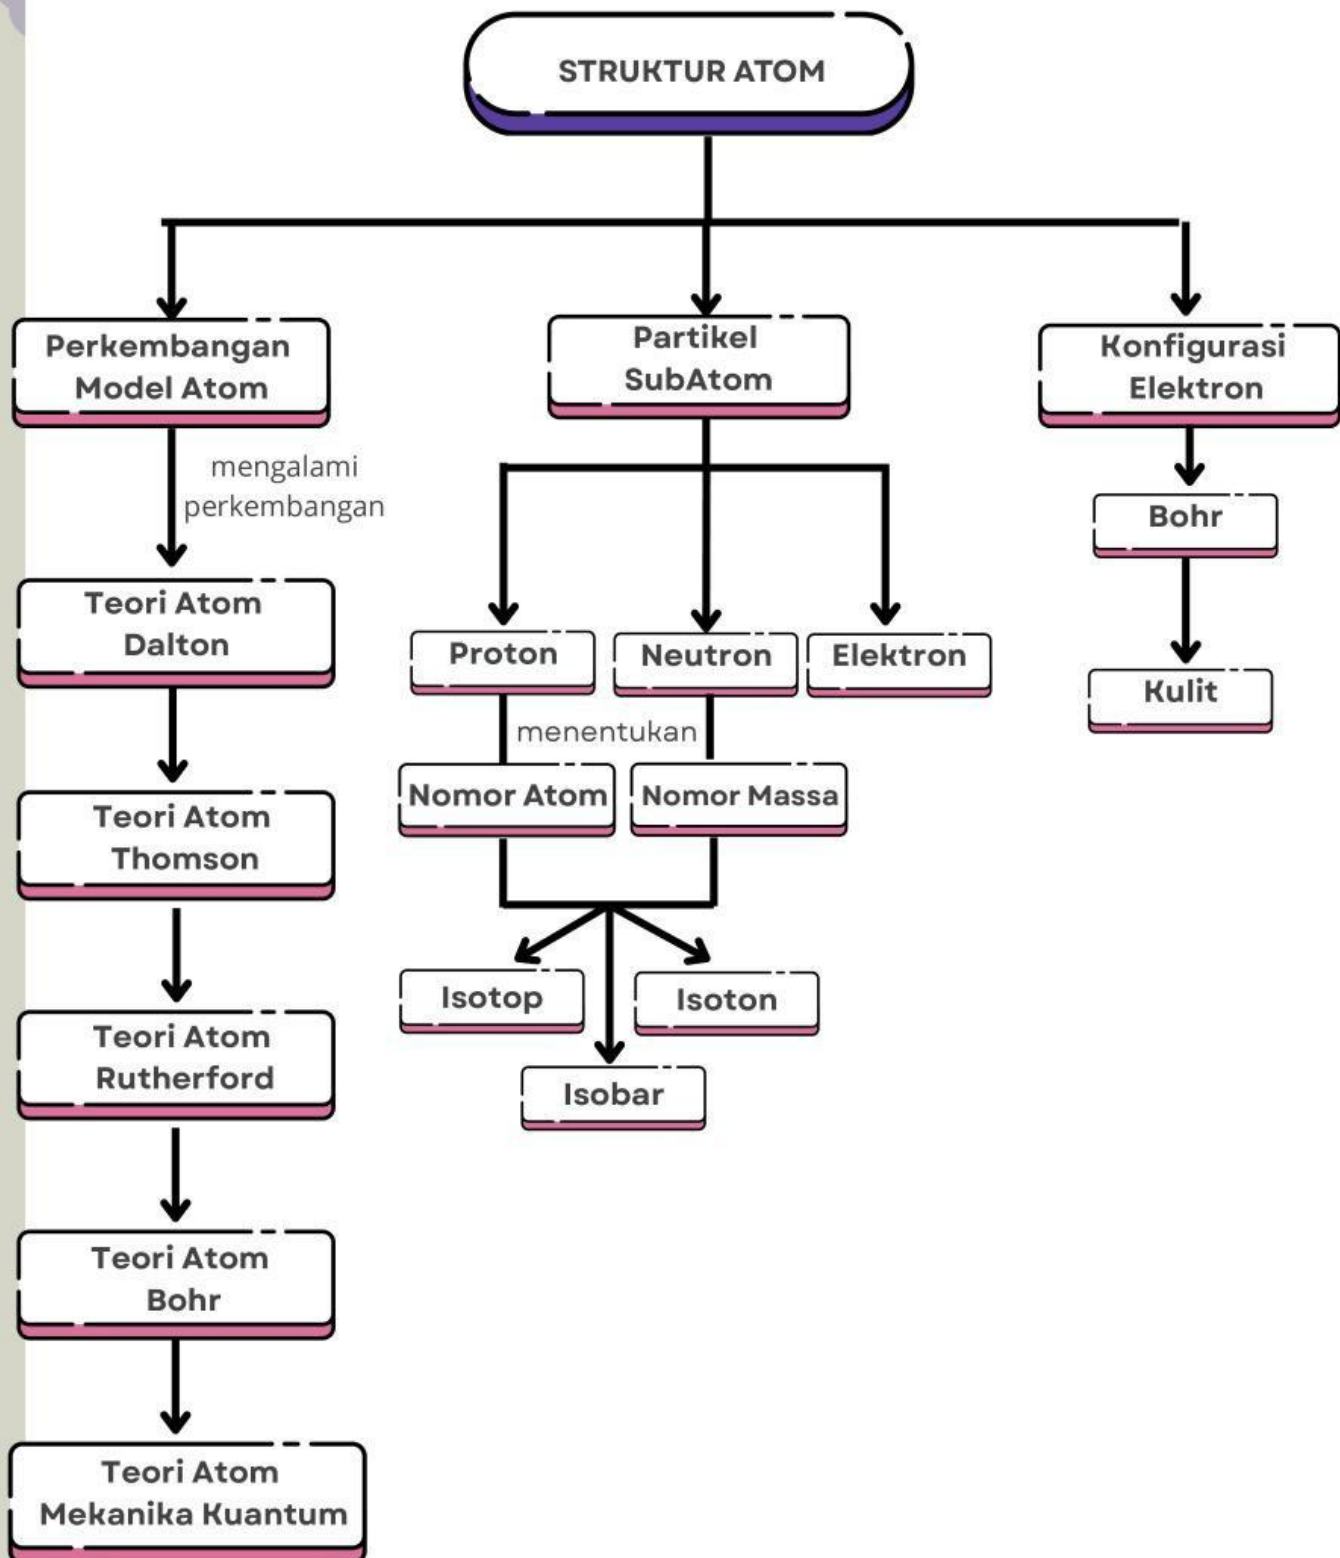 STRUKTUR ATOM
Perkembangan
Model Atom
mengalami
perkembangan
Teori Atom
Dalton
Teori Atom
Thomson
Teori Atom
Rutherford
Teori Atom
Bohr
Teori Atom
Mekanika Kuantum
Partikel
SubAtom
Proton
Neutron
Elektron
menentukan
Nomor Atom
Nomor Massa
Isotop
Isoton
Isobar
Konfigurasi
Elektron
Bohr
Kulit